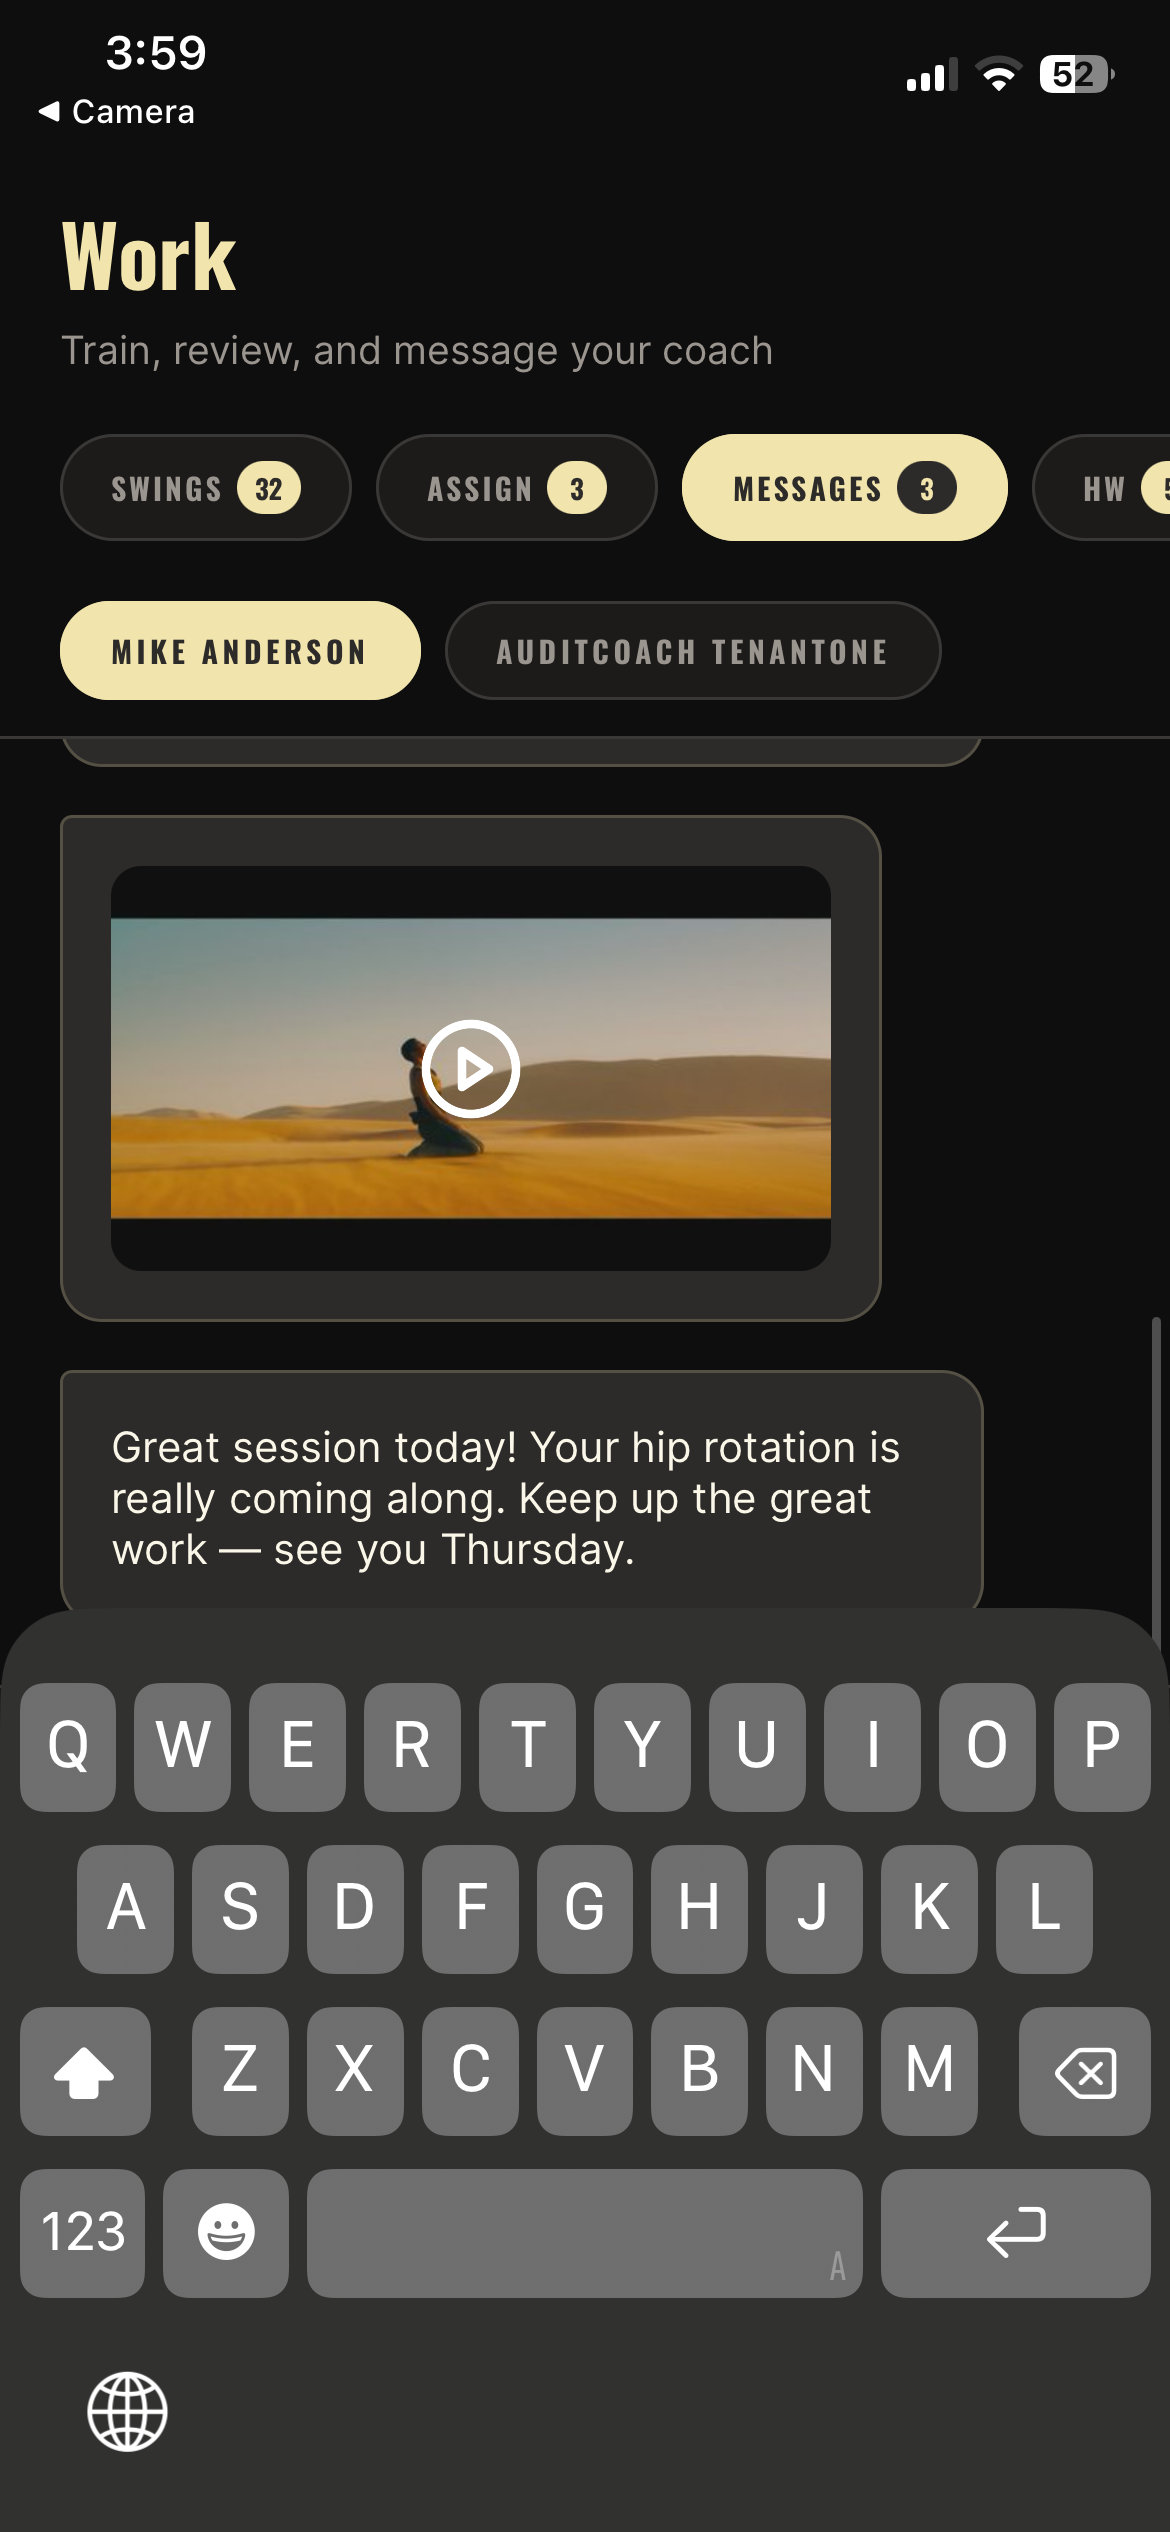 3:59
52
Camera
Work
Train, review, and message your coach
SWINGS 32
ASSIGN 3
MESSAGES 3
HW
MIKE ANDERSON
AUDITCOACH TENANTONE
Great session today! Your hip rotation is
really coming along. Keep up the great
work — see you Thursday.
Q W E R T Y U I O P
A S D F G H J K L
Z X C V B N M
123
A